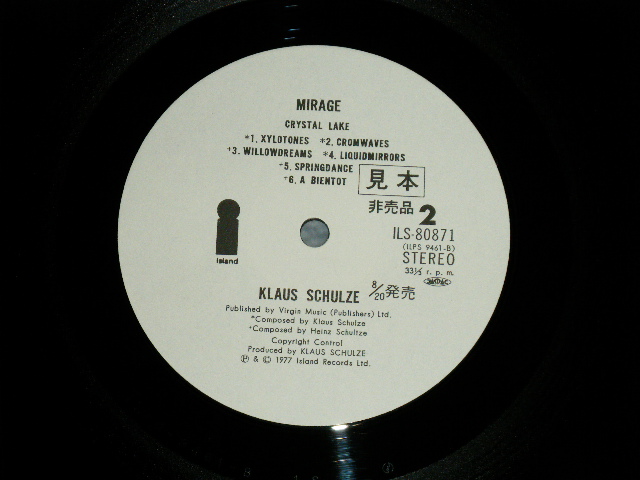 MIRAGE
CRYSTAL LAKE
*1. XYLOTONES *2. CROMWAVES
+3. WILLOWDREAMS *4. LIQUIDMIRRORS
+5. SPRINGDANCE
+6. A BIENTOT
見本
非売品 2
ILS-80871
(ILPS 9461-B)
STEREO
33⅓ r. p. m.
island
KLAUS SCHULZE
8/20発売
Published by Virgin Music (Publishers) Ltd.
*Composed by Klaus Schulze
+Composed by Heinz Schultze
Copyright Control
Produced by KLAUS SCHULZE
Ⓟ & © 1977 Island Records Ltd.